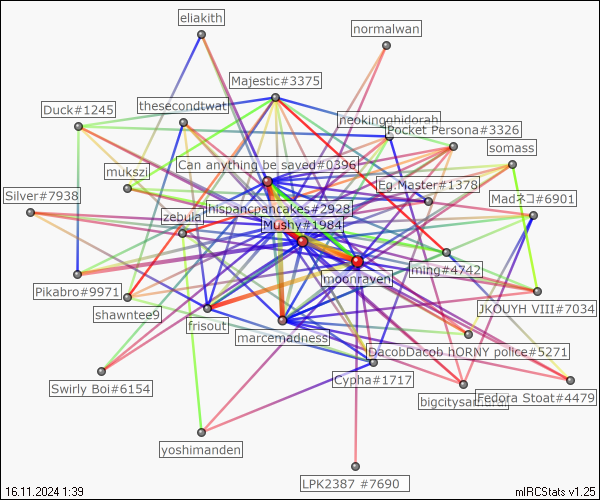 eliakith
normalwan
Majestic#3375
Duck#1245
thesecondtwat
neokingghidorah
Pocket Persona#3326
somass
mukszi
Can anything be saved#0396
Eg.Master#1378
Silver#7938
MadネコI#6901
hispancpancakes#2928
zebula
Mushy#1984
ming#4742
moonraven
Pikabro#9971
shawntee9
JKOUYH VIII#7034
frisout
marcemadness
DacobDacob hORNY police#5271
Cypha#1717
Swirly Boi#6154
Fedora Stoat#4479
yoshimanden
LPK2387 #7690
16.11.2024 1:39
mIRCStats v1.25